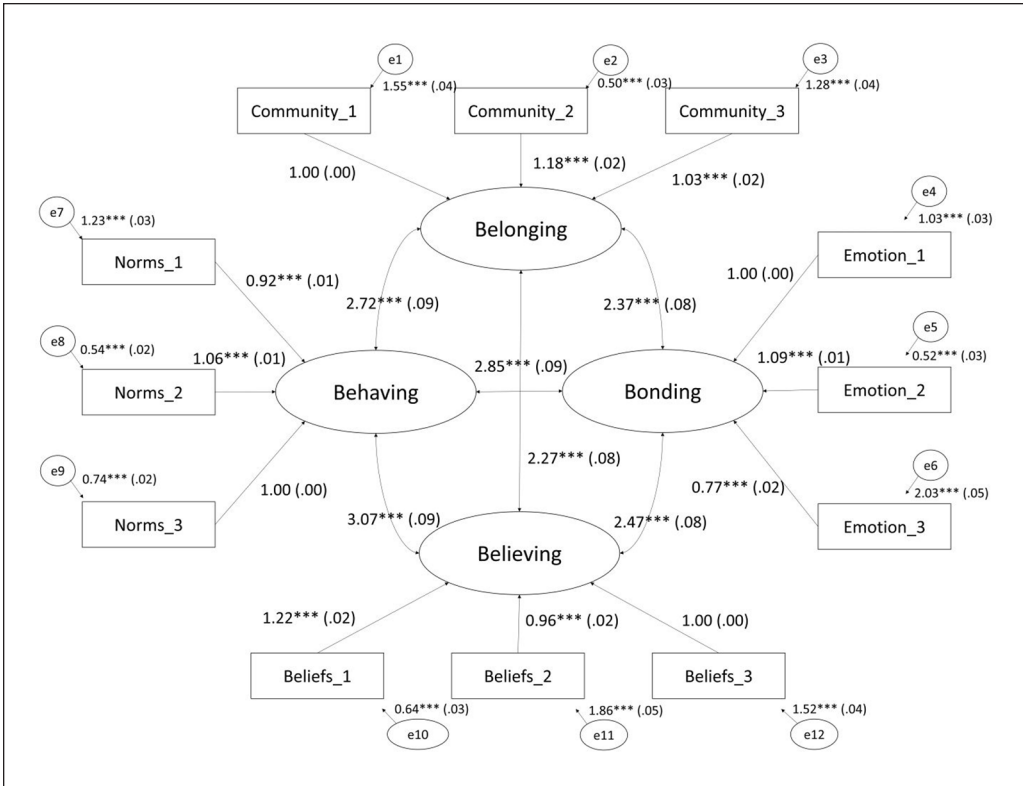 e1
e2
e3
1.55*** (.04)
0.50*** (.03)
1.28*** (.04)
Community_1
Community_2
Community_3
1.00 (.00)
1.18*** (.02)
1.03*** (.02)
e7
e4
1.23*** (.03)
1.03*** (.03)
Belonging
Norms_1
Emotion_1
0.92*** (.01)
1.00 (.00)
2.72*** (.09)
2.37*** (.08)
e8
e5
0.54*** (.02)
1.06*** (.01)
1.09*** (.01)
0.52*** (.03)
2.85*** (.09)
Norms_2
Behaving
Bonding
Emotion_2
e9
e6
0.74*** (.02)
2.27*** (.08)
0.77*** (.02)
2.03*** (.05)
1.00 (.00)
Norms_3
3.07*** (.09)
2.47*** (.08)
Emotion_3
Believing
1.22*** (.02)
0.96*** (.02)
1.00 (.00)
Beliefs_1
Beliefs_2
Beliefs_3
0.64*** (.03)
1.86*** (.05)
1.52*** (.04)
e10
e11
e12